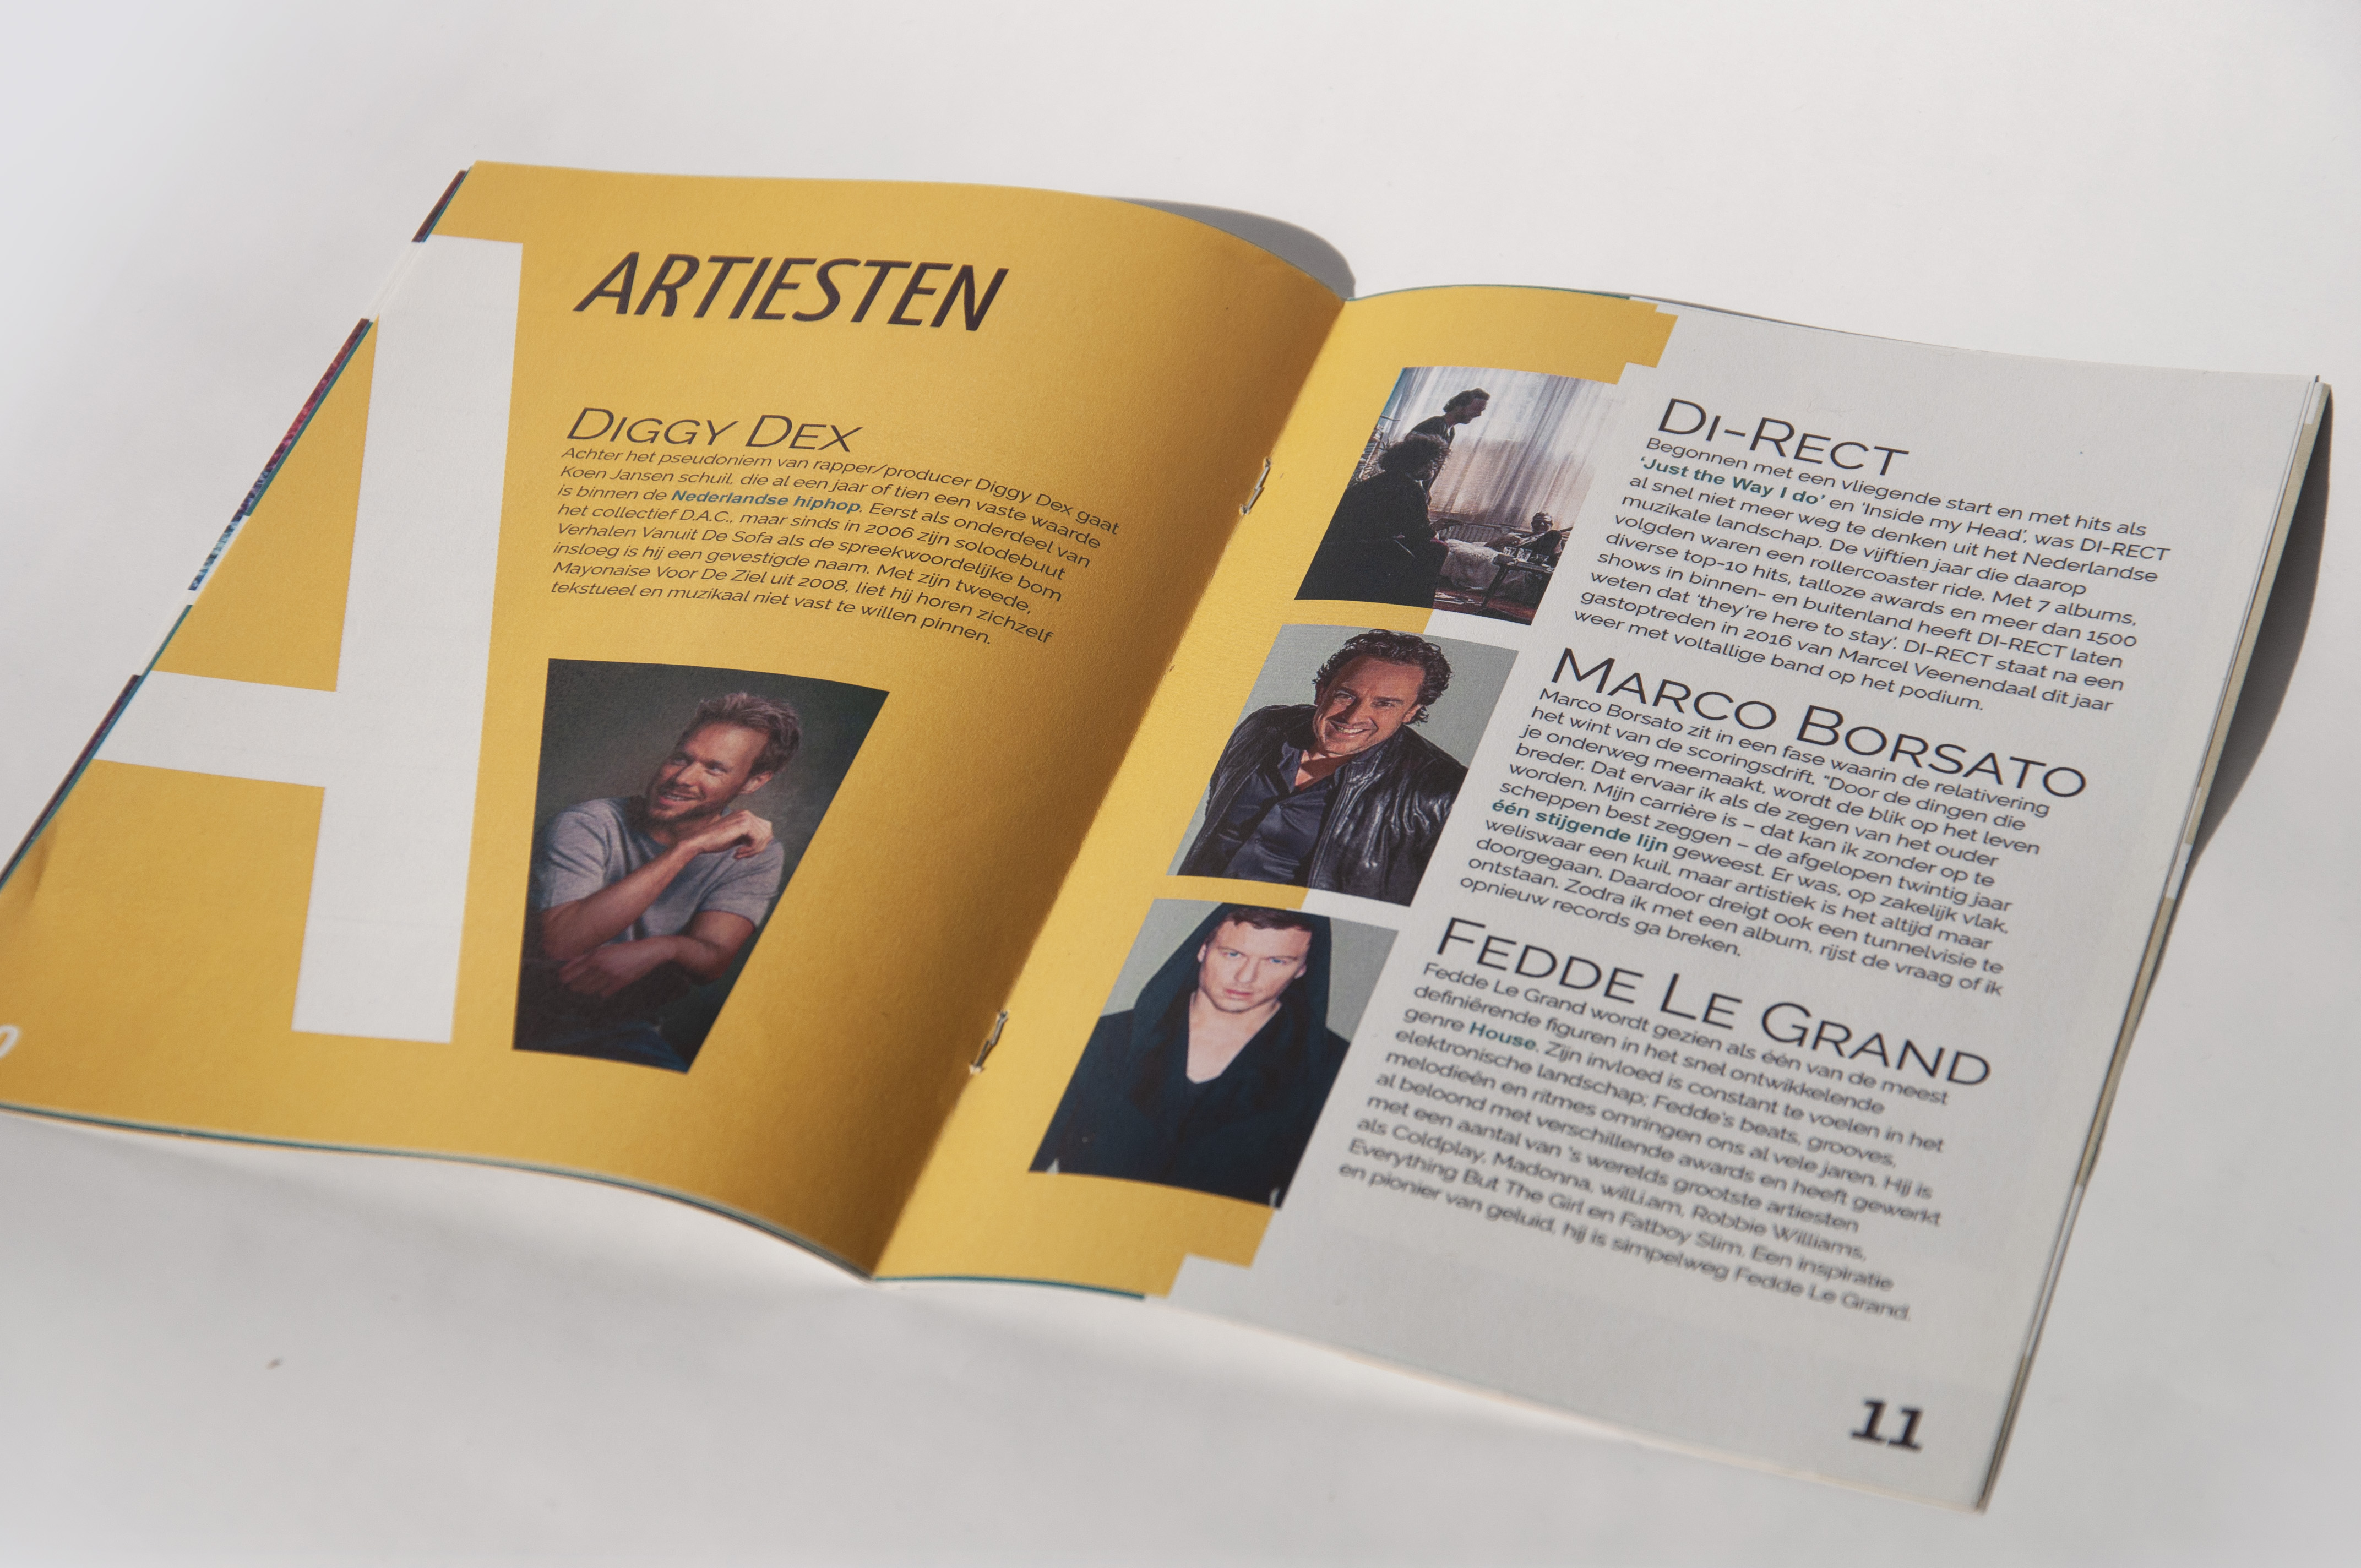 A
ARTIESTEN
DIGGY DEX
Achter het pseudoniem van rapper/producer Diggy Dex gaat
Koen Jansen schuil, die al een jaar of tien een vaste waarde
is binnen de Nederlandse hiphop. Eerst als onderdeel van
het collectief D.A.C., maar sinds in 2006 zijn solodebuut
Verhalen Vanuit De Sofa als de spreekwoordelijke bom
insloeg is hij een gevestigde naam. Met zijn tweede,
Mayonaise Voor De Ziel uit 2008, liet hij horen zichzelf
tekstueel en muzikaal niet vast te willen pinnen.
0
DI-RECT
Begonnen met een vliegende start en met hits als
‘Just the Way I do’ en ‘Inside my Head’, was DI-RECT
al snel niet meer weg te denken uit het Nederlandse
muzikale landschap. De vijftien jaar die daarop
volgden waren een rollercoaster ride. Met 7 albums,
diverse top-10 hits, talloze awards en meer dan 1500
shows in binnen- en buitenland heeft DI-RECT laten
weten dat ‘they’re here to stay’. DI-RECT staat na een
gastoptreden in 2016 van Marcel Veenendaal dit jaar
weer met voltallige band op het podium.
MARCO BORSATO
Marco Borsato zit in een fase waarin de relativering
het wint van de scoringsdrift. “Door de dingen die
je onderweg meemaakt, wordt de blik op het leven
breder. Dat ervaar ik als de zegen van het ouder
worden. Mijn carrière is – dat kan ik zonder op te
scheppen best zeggen – de afgelopen twintig jaar
één stijgende lijn geweest. Er was, op zakelijk vlak,
weliswaar een kuil, maar artistiek is het altijd maar
doorgegaan. Daardoor dreigt ook een tunnelvisie te
ontstaan. Zodra ik met een album, rijst de vraag of ik
opnieuw records ga breken.
FEDDE LE GRAND
Fedde Le Grand wordt gezien als één van de meest
definiërende figuren in het snel ontwikkelende
genre House. Zijn invloed is constant te voelen in het
elektronische landschap; Fedde's beats, grooves,
melodieën en ritmes omringen ons al vele jaren. Hij is
al beloond met verschillende awards en heeft gewerkt
met een aantal van 's werelds grootste artiesten
als Coldplay, Madonna, will.i.am, Robbie Williams,
Everything But The Girl en Fatboy Slim. Een inspiratie
en pionier van geluid, hij is simpelweg Fedde Le Grand.
11